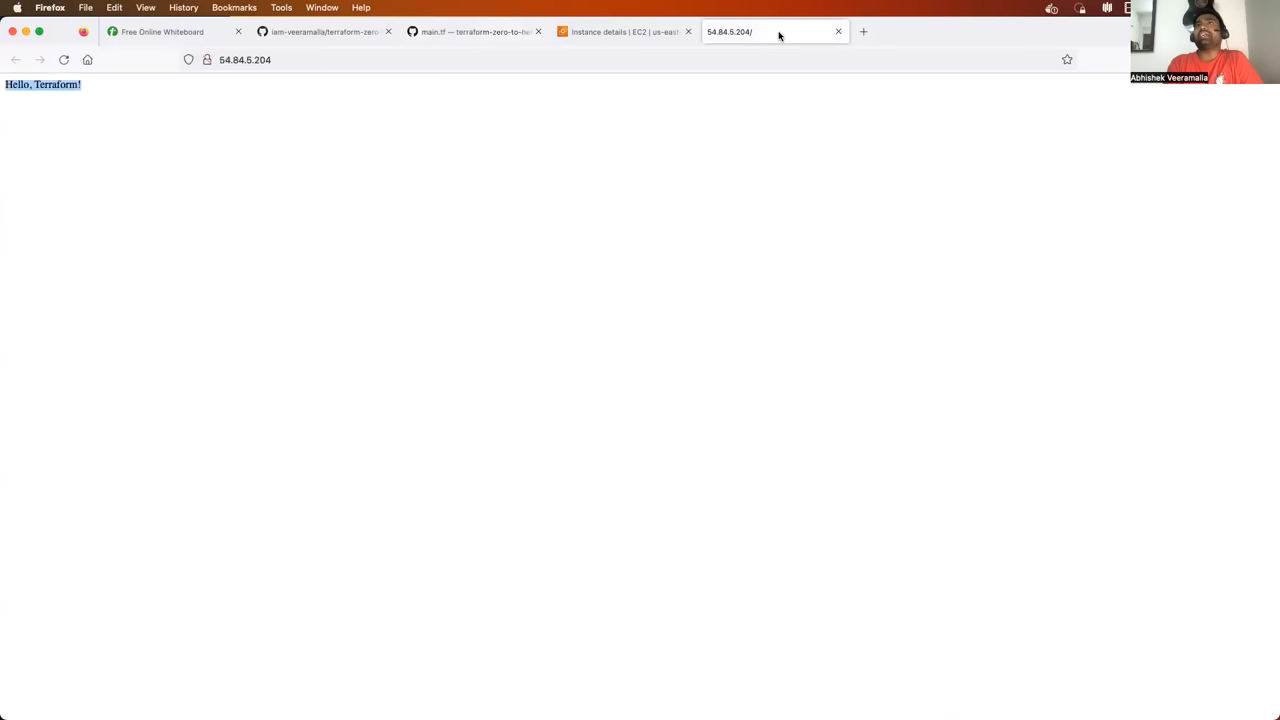 Firefox File Edit View History Bookmarks Tools Window Help
Free Online Whiteboard
iam-veeramalla/terraform-zero
main.tf — terraform-zero-to-he
Instance details | EC2 | us-east
54.84.5.204/
54.84.5.204
Hello, Terraform!
Abhishek Veeramalla